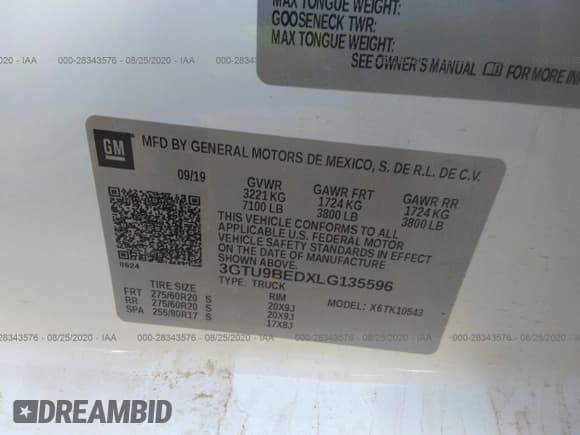 MAX TONGUE WEIGHT:
GOOSENECK TWR:
MAX TONGUE WEIGHT:
SEE OWNER'S MANUAL FOR MORE IN
000-28343576 - 08/25/2020 - IAA
GM
MFD BY GENERAL MOTORS DE MEXICO, S. DE R.L. DE C.V.
09/19
GVWR GAWR FRT GAWR RR
3221 KG 1724 KG 1724 KG
7100 LB 3800 LB 3800 LB
THIS VEHICLE CONFORMS TO ALL
APPLICABLE U.S. FEDERAL MOTOR
VEHICLE SAFETY STANDARDS IN EFFECT
ON THE DATE OF MANUFACTURE
SHOWN ABOVE.
3GTU9BEDXLG135596
TYPE: TRUCK
MODEL: X6TK10543
0624
TIRE SIZE RIM
FRT 275/60R20 S 20X9J
RR 275/60R20 S 20X9J
SPA 255/80R17 S 17X8J
DREAMBID